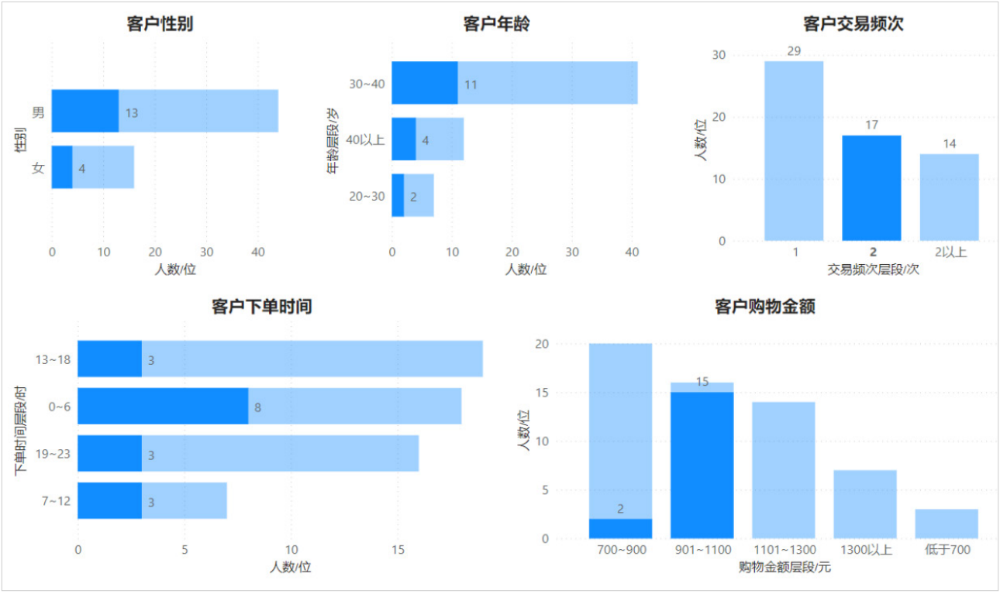 客户性别
性别
男
13
女
4
0 10 20 30 40
人数/位
客户年龄
年龄层段/岁
30~40
11
40以上
4
20~30
2
0 10 20 30 40
人数/位
客户交易频次
人数/位
30
20
10
0
29
17
14
1 2 2以上
交易频次层段/次
客户下单时间
下单时间层段/时
13~18
3
0~6
8
19~23
3
7~12
3
0 5 10 15
人数/位
客户购物金额
人数/位
20
15
10
5
0
2
15
700~900 901~1100 1101~1300 1300以上 低于700
购物金额层段/元